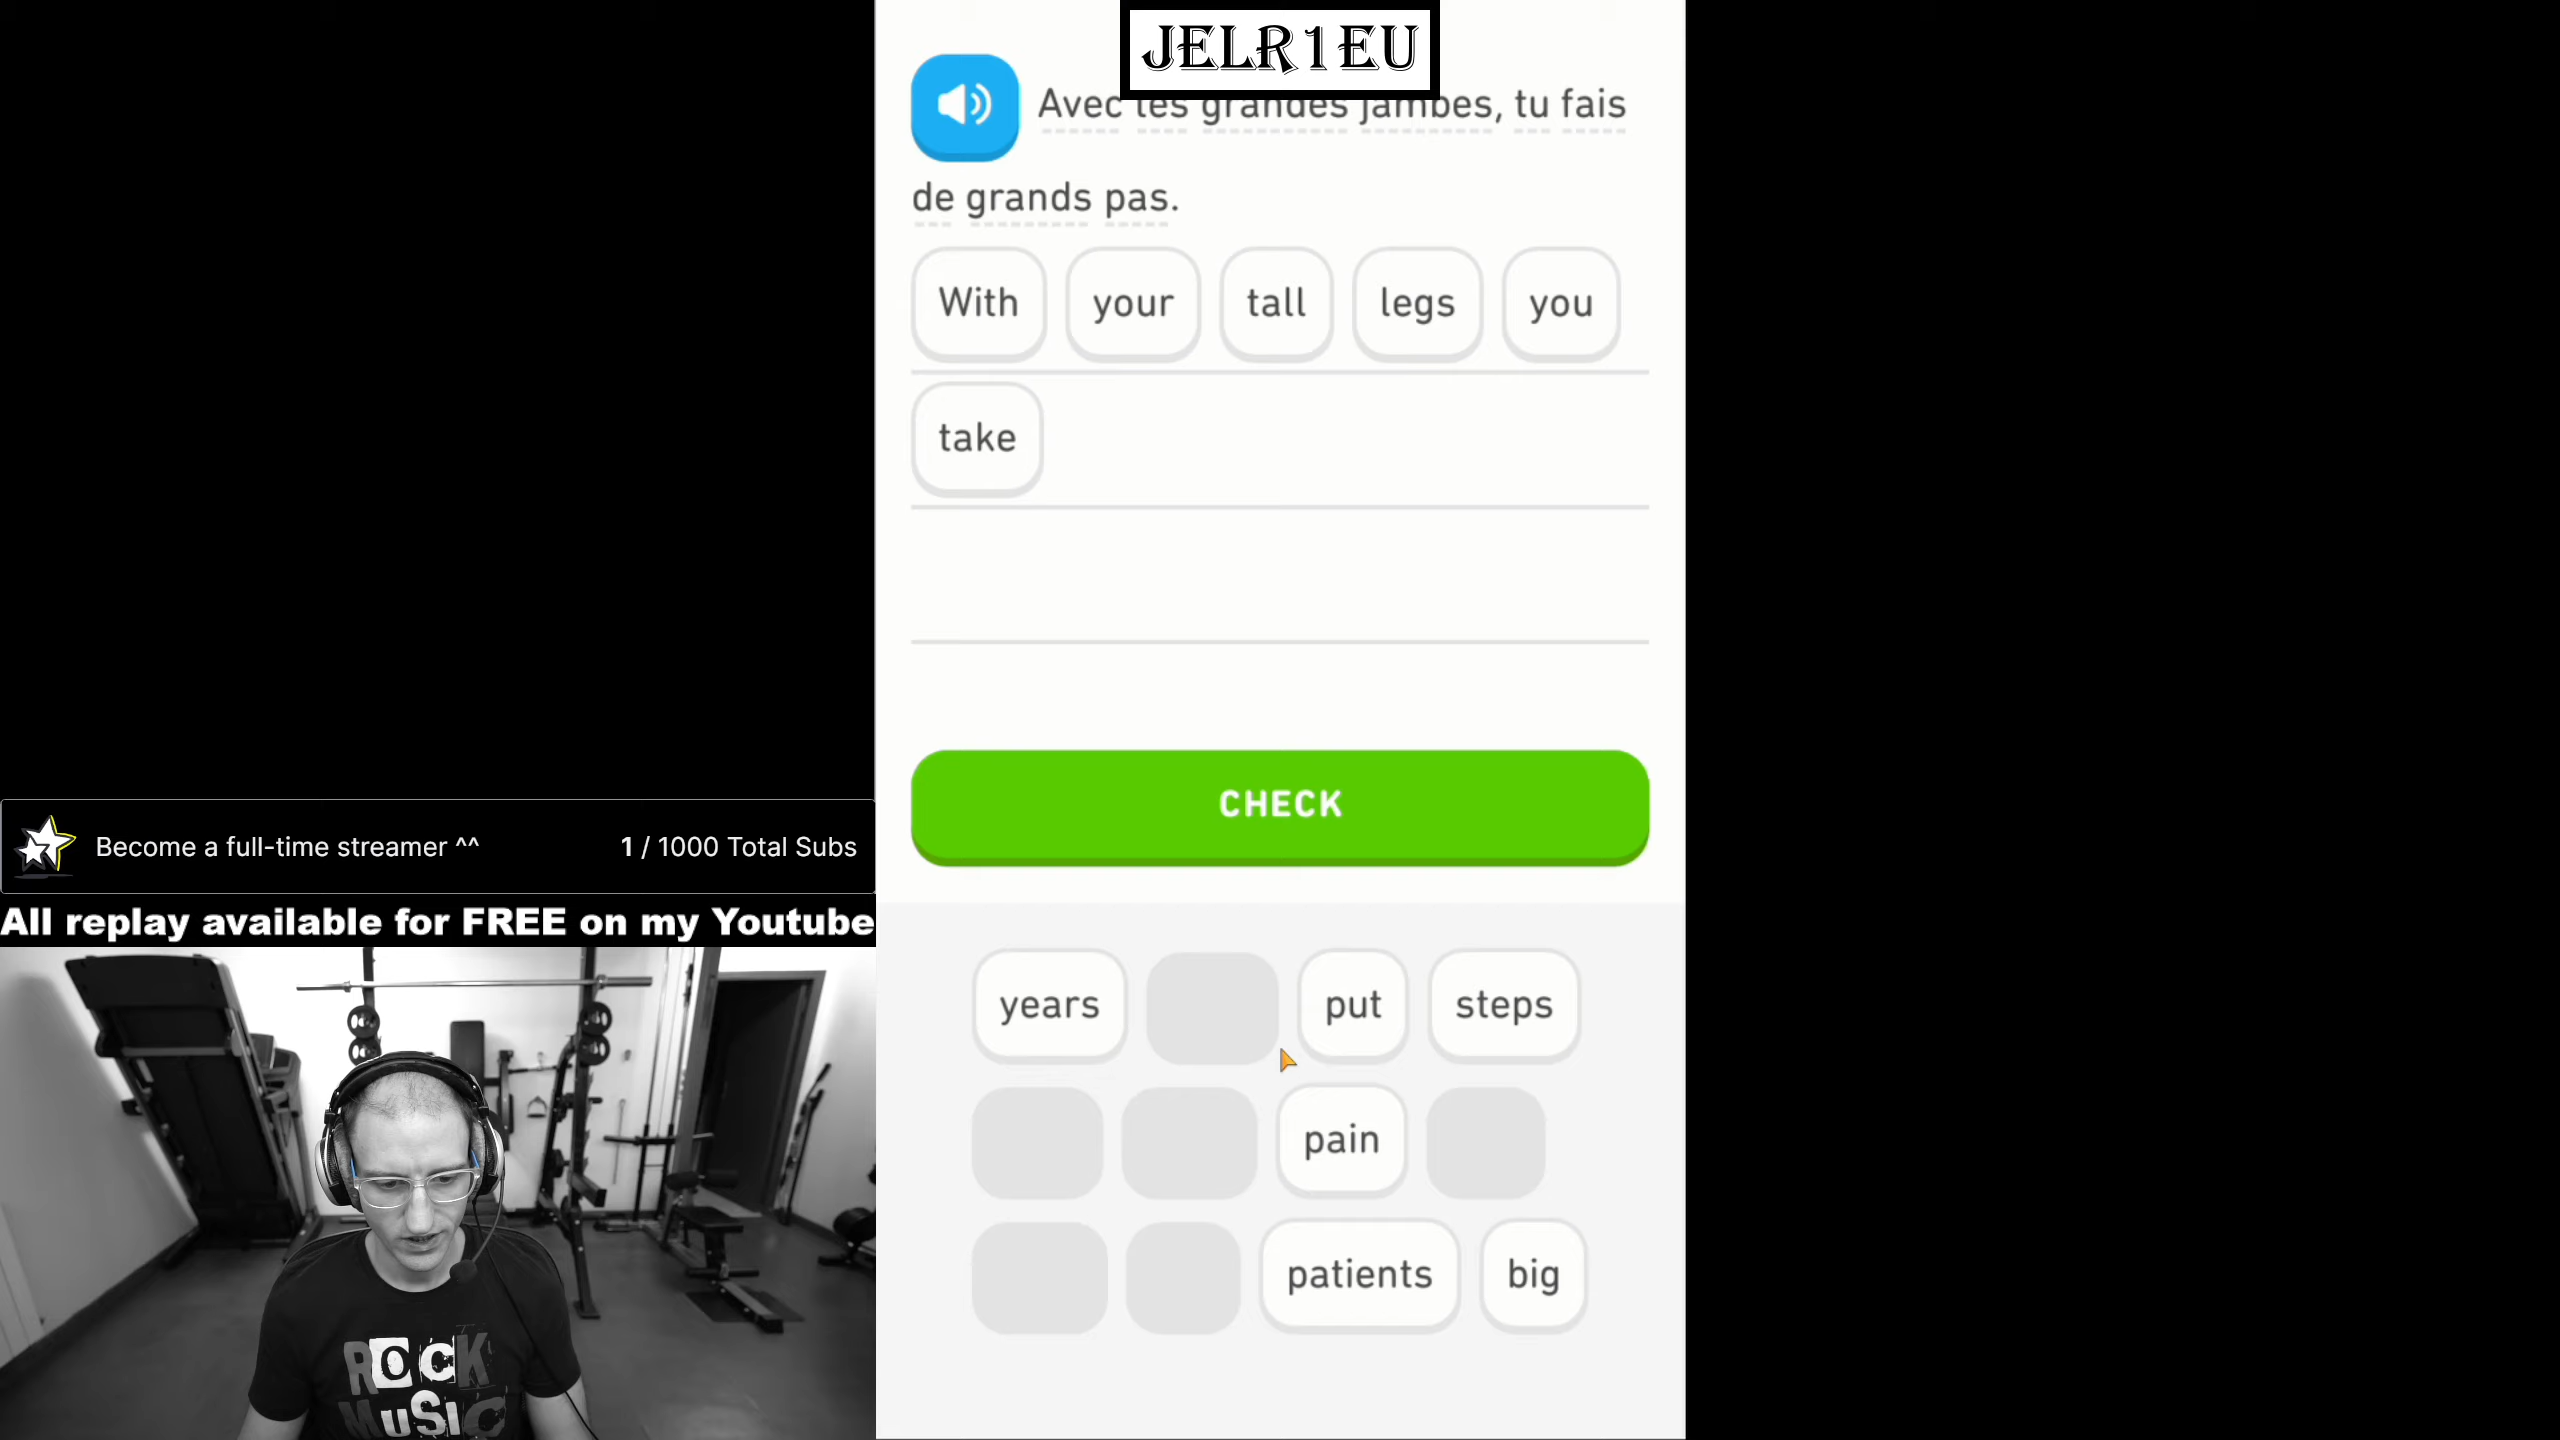 JELR1EU
Avec tes grandes jambes, tu fais
de grands pas.
With your tall legs you
take
CHECK
years put steps
pain
patients big
Become a full-time streamer ^^ 1 / 1000 Total Subs
All replay available for FREE on my Youtube
ROCK
MUSIC